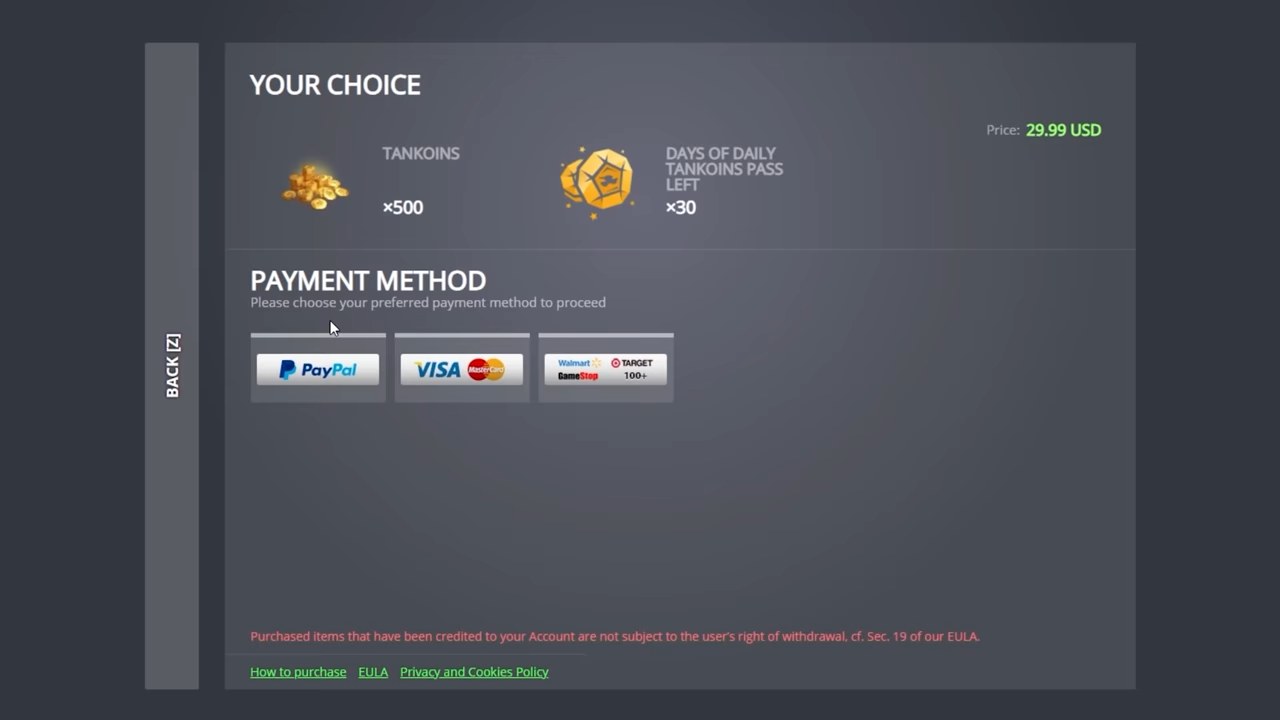 YOUR CHOICE
Price: 29.99 USD
TANKOINS
×500
DAYS OF DAILY
TANKOINS PASS
LEFT
×30
PAYMENT METHOD
Please choose your preferred payment method to proceed
PayPal
VISA MasterCard
Walmart TARGET
GameStop 100+
BACK [Z]
Purchased items that have been credited to your Account are not subject to the user's right of withdrawal, cf. Sec. 19 of our EULA.
How to purchase EULA Privacy and Cookies Policy